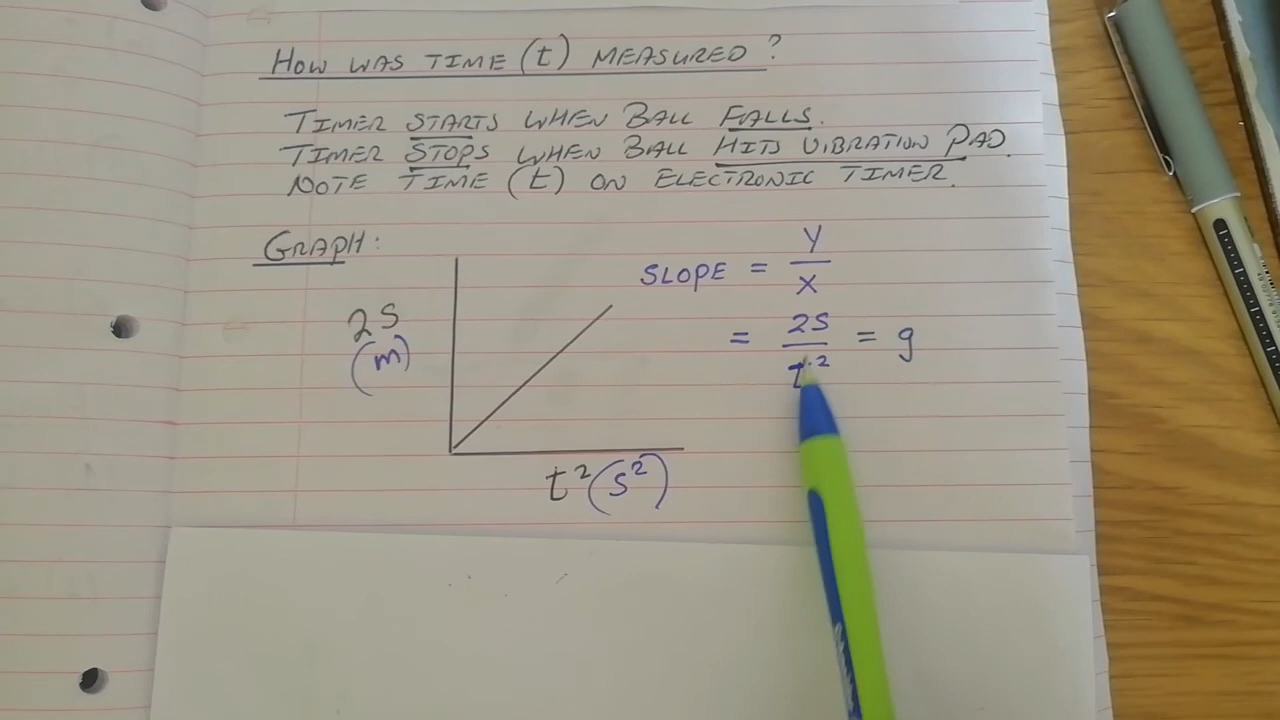 HOW WAS TIME (t) MEASURED?
TIMER STARTS WHEN BALL FALLS.
TIMER STOPS WHEN BALL HITS VIBRATION PAD.
NOTE TIME (t) ON ELECTRONIC TIMER.
GRAPH:
2S
(m)
t²(s²)
SLOPE = Y/X
= 2S/t² = g